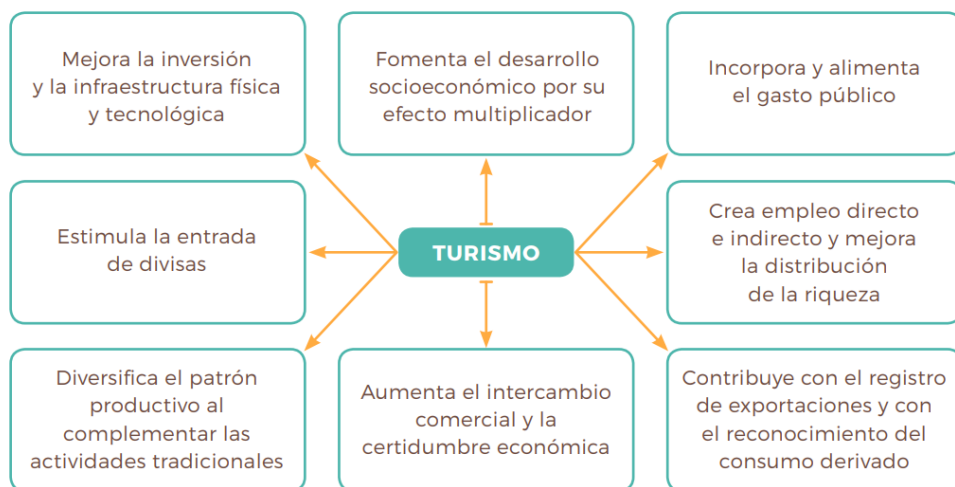 Mejora la inversión
y la infraestructura física
y tecnológica
Fomenta el desarrollo
socioeconómico por su
efecto multiplicador
Incorpora y alimenta
el gasto público
Estimula la entrada
de divisas
TURISMO
Crea empleo directo
e indirecto y mejora
la distribución
de la riqueza
Diversifica el patrón
productivo al
complementar las
actividades tradicionales
Aumenta el intercambio
comercial y la
certidumbre económica
Contribuye con el registro
de exportaciones y con
el reconocimiento del
consumo derivado